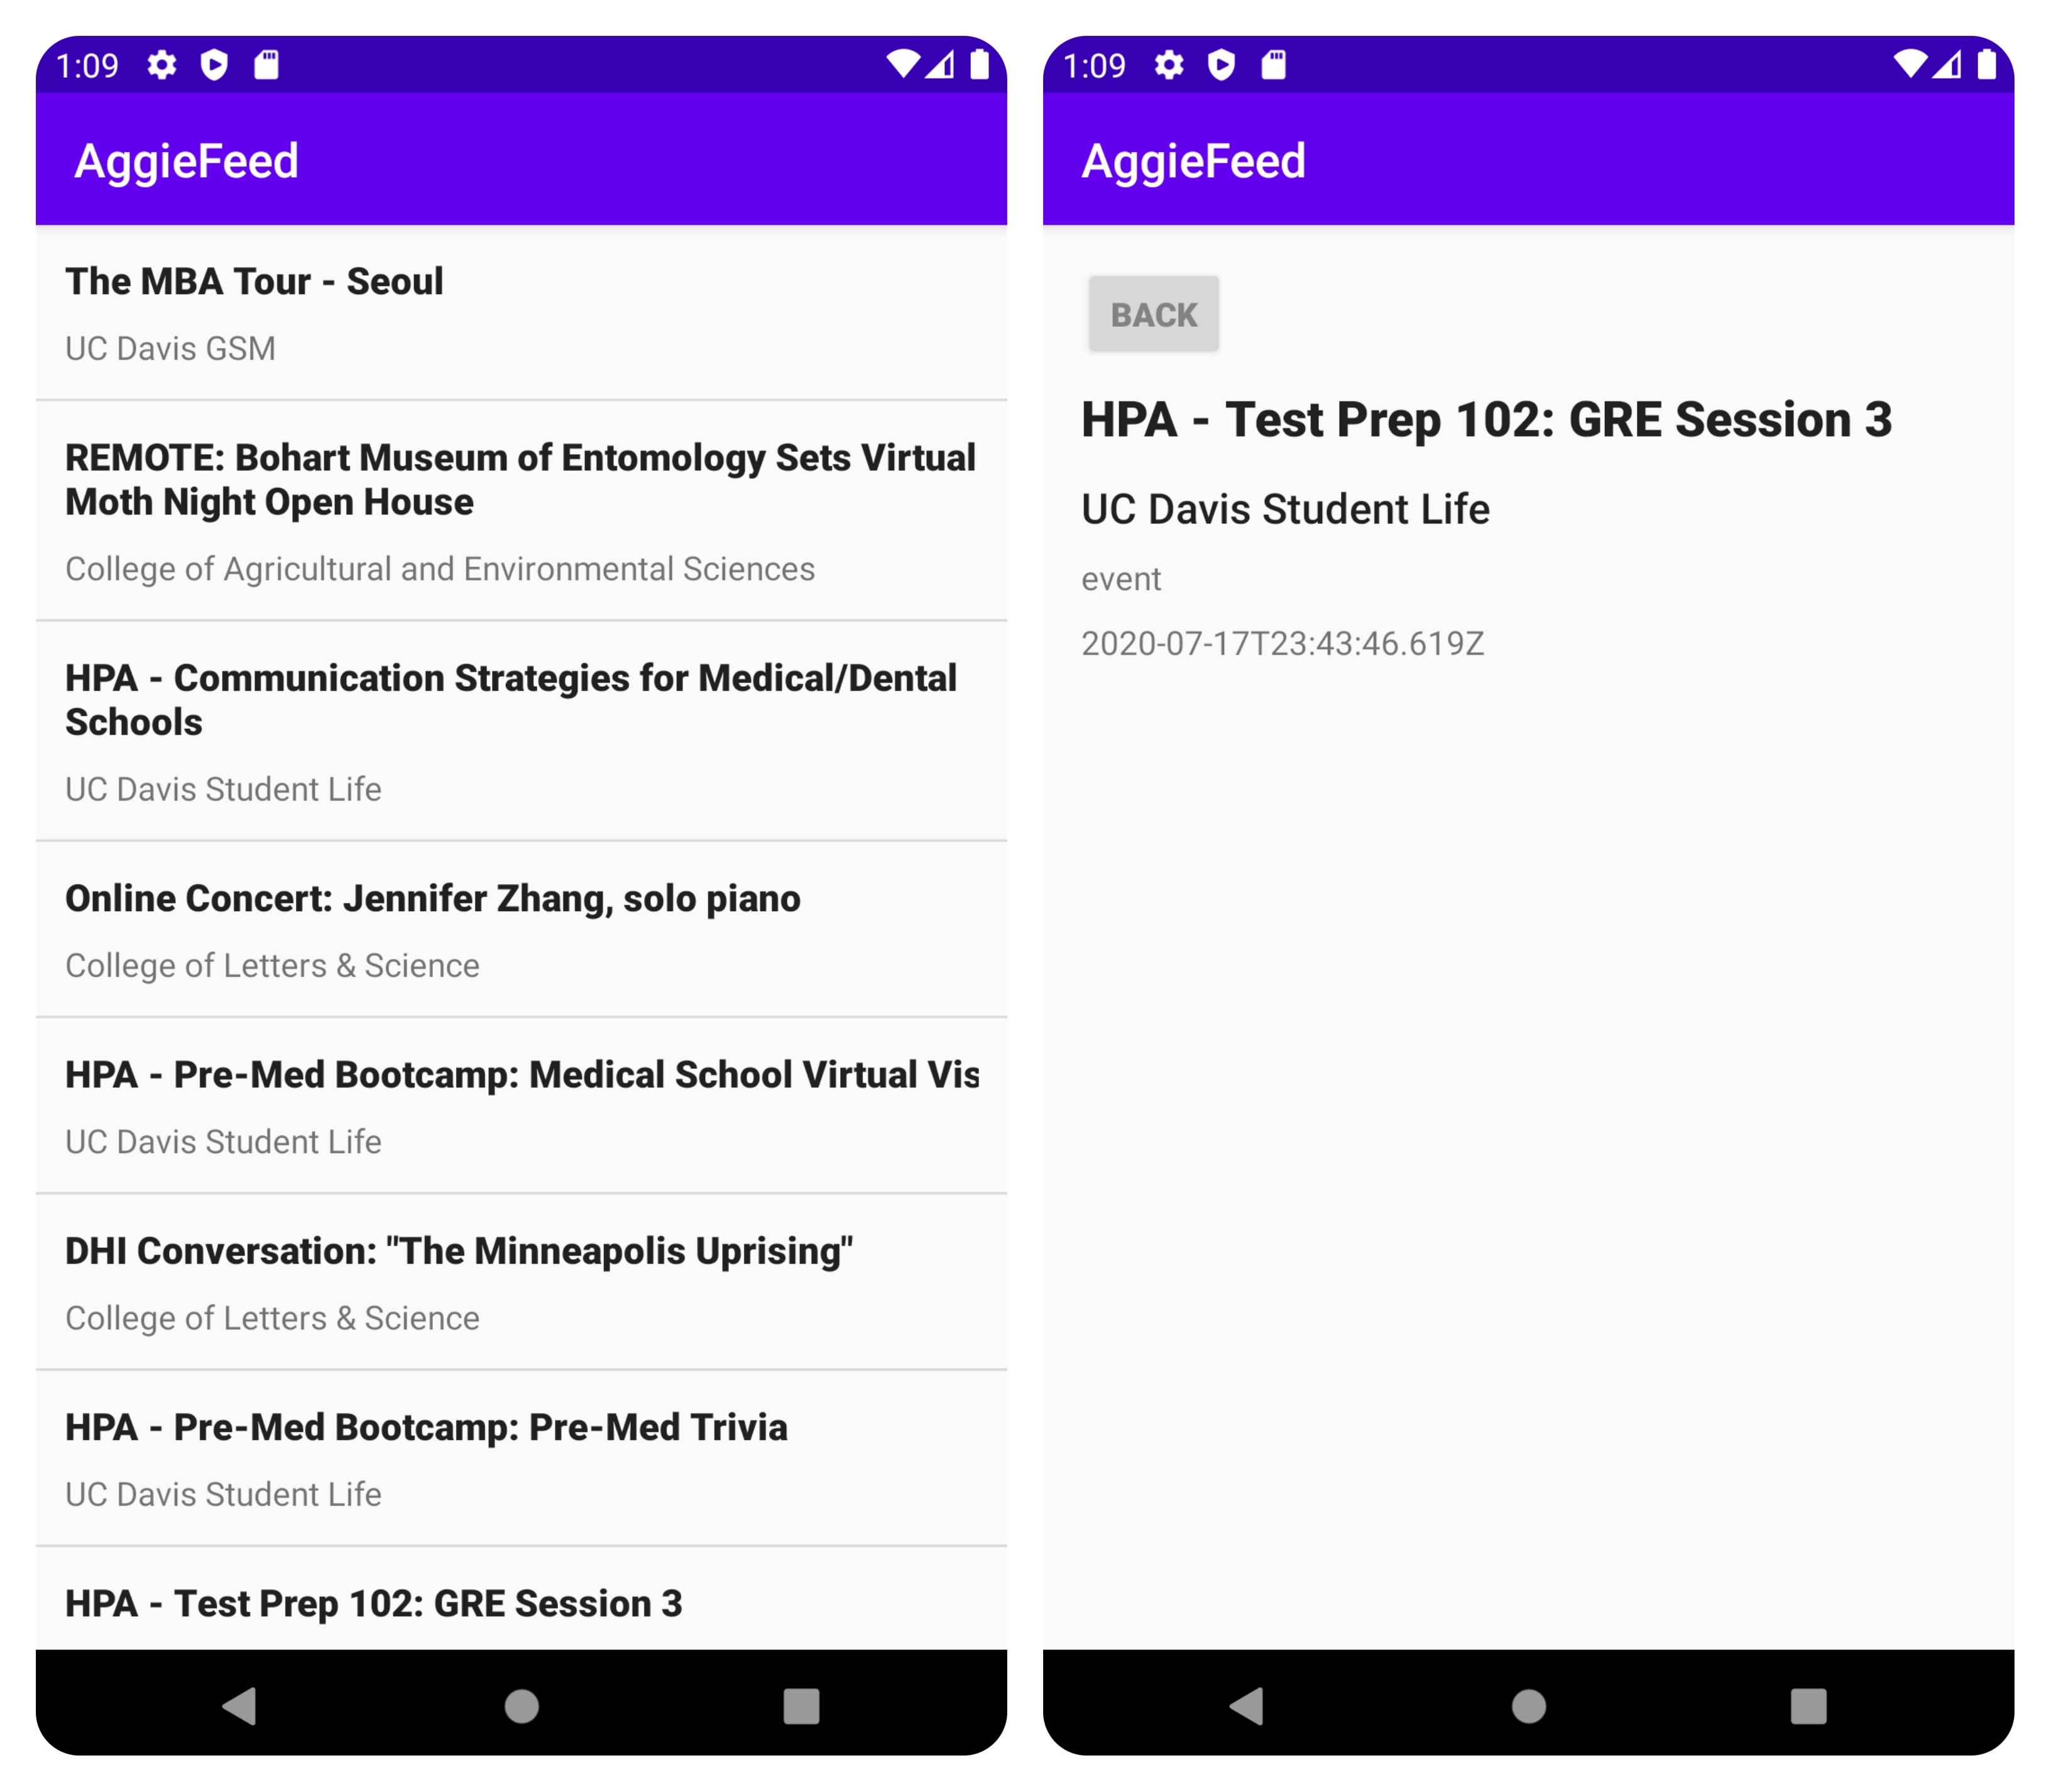 1:09
AggieFeed
The MBA Tour - Seoul
UC Davis GSM
REMOTE: Bohart Museum of Entomology Sets Virtual
Moth Night Open House
College of Agricultural and Environmental Sciences
HPA - Communication Strategies for Medical/Dental
Schools
UC Davis Student Life
Online Concert: Jennifer Zhang, solo piano
College of Letters & Science
HPA - Pre-Med Bootcamp: Medical School Virtual Vis
UC Davis Student Life
DHI Conversation: "The Minneapolis Uprising"
College of Letters & Science
HPA - Pre-Med Bootcamp: Pre-Med Trivia
UC Davis Student Life
HPA - Test Prep 102: GRE Session 3
1:09
AggieFeed
BACK
HPA - Test Prep 102: GRE Session 3
UC Davis Student Life
event
2020-07-17T23:43:46.619Z